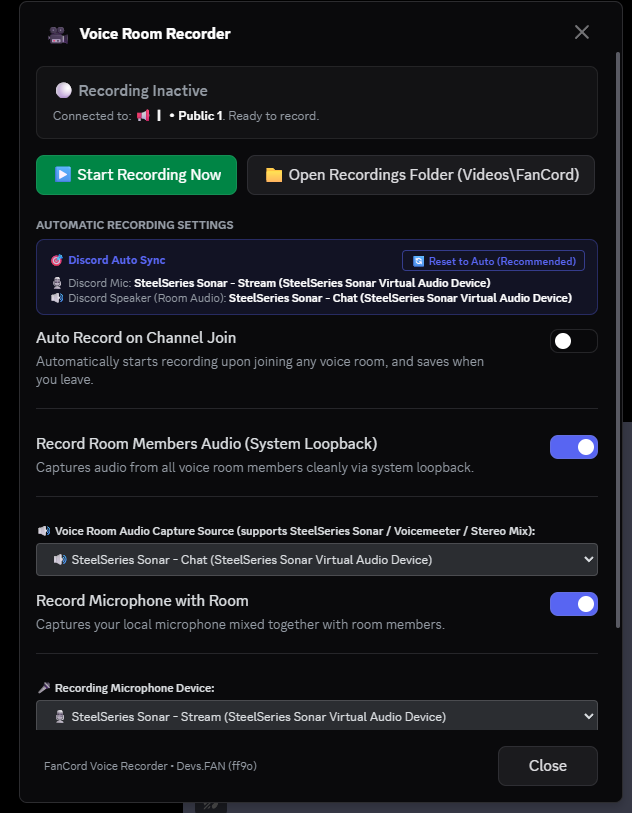 Voice Room Recorder
Recording Inactive
Connected to: | • Public 1. Ready to record.
Start Recording Now
Open Recordings Folder (Videos\FanCord)
AUTOMATIC RECORDING SETTINGS
Discord Auto Sync
Reset to Auto (Recommended)
Discord Mic: SteelSeries Sonar - Stream (SteelSeries Sonar Virtual Audio Device)
Discord Speaker (Room Audio): SteelSeries Sonar - Chat (SteelSeries Sonar Virtual Audio Device)
Auto Record on Channel Join
Automatically starts recording upon joining any voice room, and saves when
you leave.
Record Room Members Audio (System Loopback)
Captures audio from all voice room members cleanly via system loopback.
Voice Room Audio Capture Source (supports SteelSeries Sonar / Voicemeeter / Stereo Mix):
SteelSeries Sonar - Chat (SteelSeries Sonar Virtual Audio Device)
Record Microphone with Room
Captures your local microphone mixed together with room members.
Recording Microphone Device:
SteelSeries Sonar - Stream (SteelSeries Sonar Virtual Audio Device)
FanCord Voice Recorder • Devs.FAN (ff9o)
Close